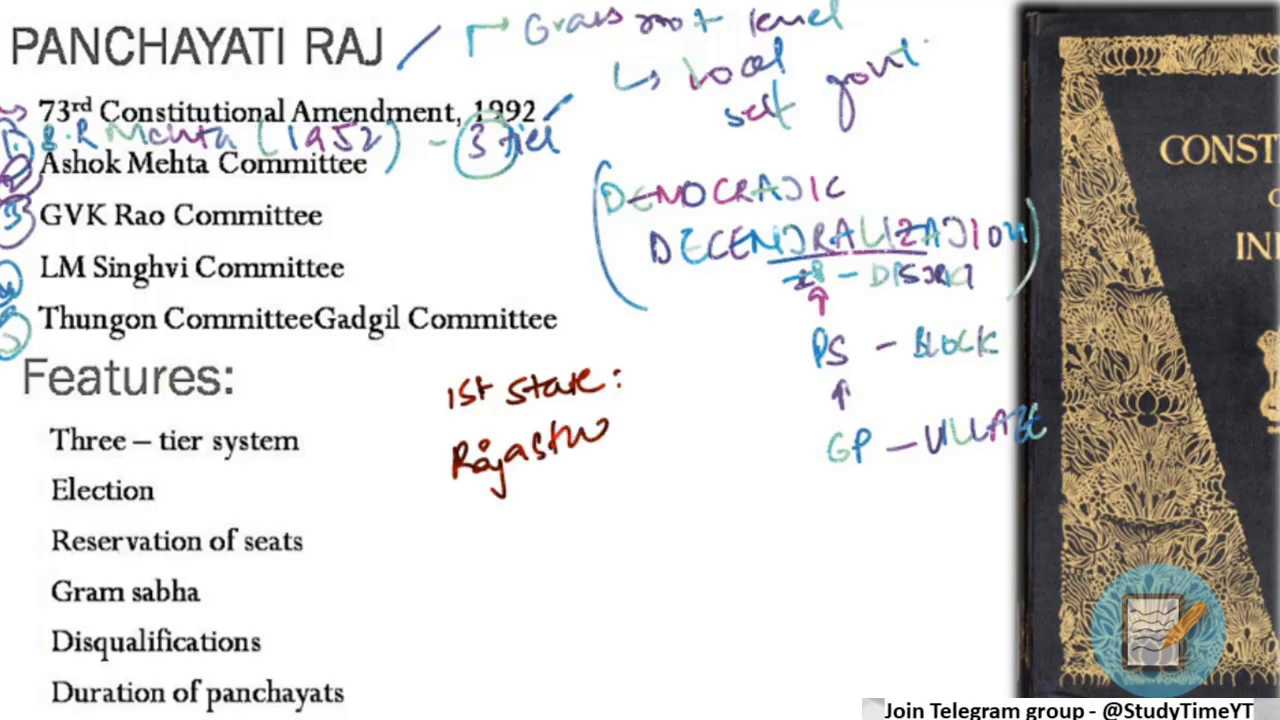 PANCHAYATI RAJ
Grass root level
↳ local
self govt
73rd Constitutional Amendment, 1992
B.R Mehta (1952) - 3 tier
Ashok Mehta Committee
GVK Rao Committee
LM Singhvi Committee
Thungon CommitteeGadgil Committee
DEMOCRATIC
DECENTRALIZATION
- DISTRICT
PS - BLOCK
GP - VILLAGE
Features:
1st State:
Three – tier system
Election
Reservation of seats
Gram sabha
Disqualifications
Duration of panchayats
CONST
INI
Join Telegram group - @StudyTimeYT